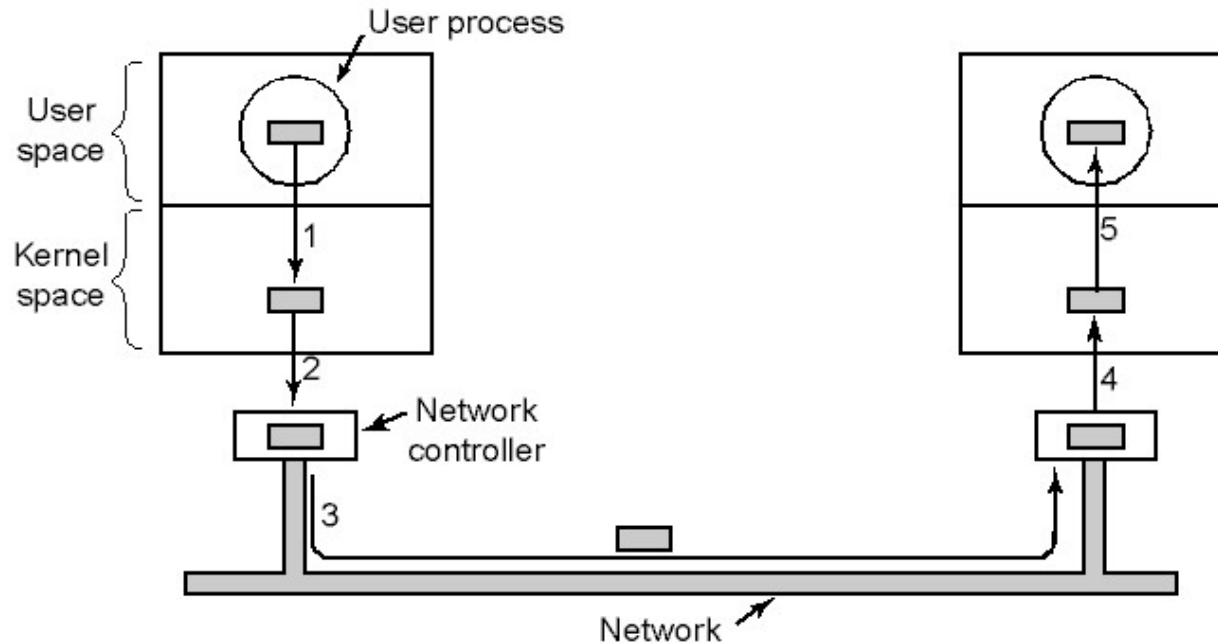 User process
User
space
1
5
Kernel
space
2
4
Network
controller
3
Network